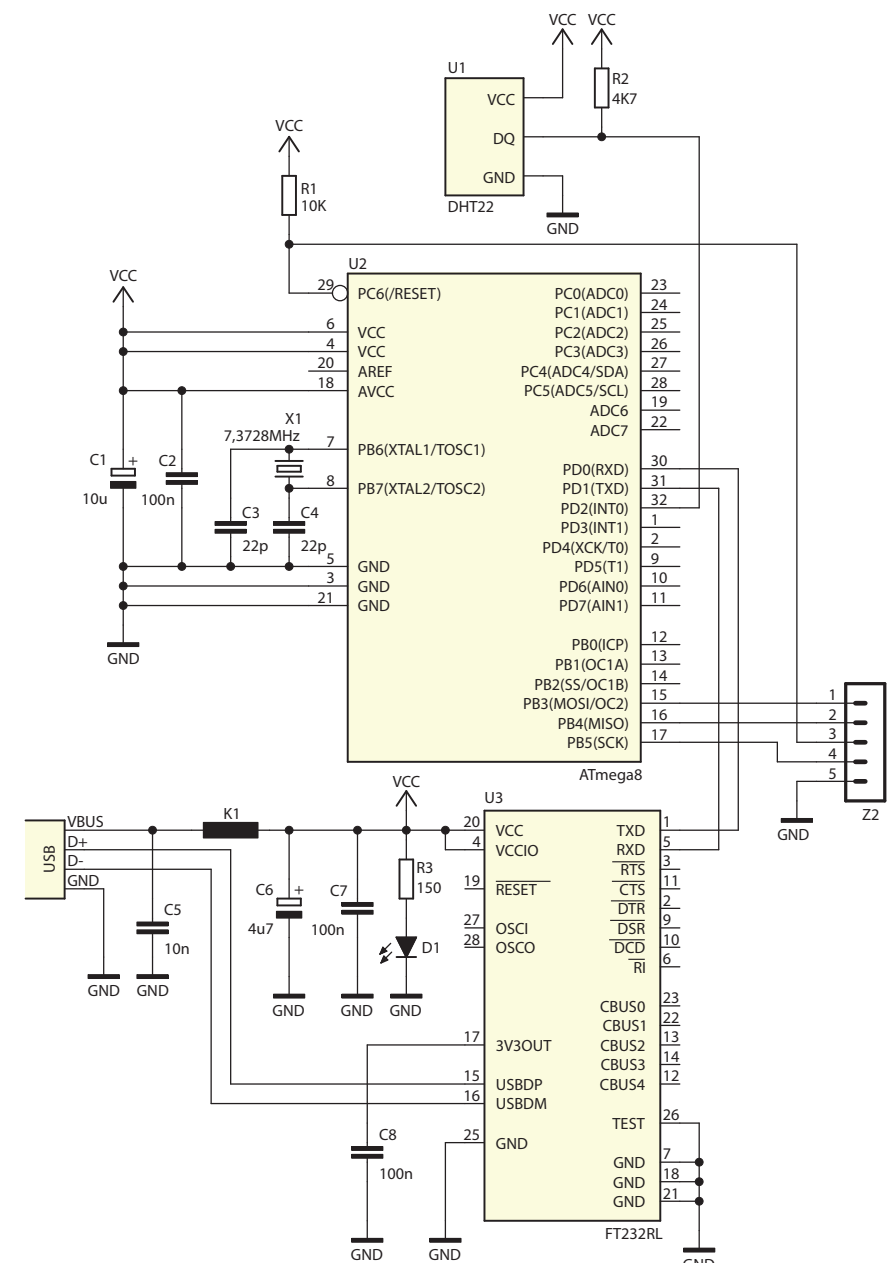 VCC VCC
U1
R2
4K7
VCC
DQ
GND
DHT22
GND
VCC
R1
10K
U2
VCC
29 PC6(/RESET)
6 VCC
4 VCC
20 AREF
18 AVCC
X1
7,3728MHz
7 PB6(XTAL1/TOSC1)
8 PB7(XTAL2/TOSC2)
C1 +
10u
C2
100n
C3
22p
C4
22p
5 GND
3 GND
21 GND
GND
PC0(ADC0) 23
PC1(ADC1) 24
PC2(ADC2) 25
PC3(ADC3) 26
PC4(ADC4/SDA) 27
PC5(ADC5/SCL) 28
ADC6 19
ADC7 22
PD0(RXD) 30
PD1(TXD) 31
PD2(INT0) 32
PD3(INT1) 1
PD4(XCK/T0) 2
PD5(T1) 9
PD6(AIN0) 10
PD7(AIN1) 11
PB0(ICP) 12
PB1(OC1A) 13
PB2(SS/OC1B) 14
PB3(MOSI/OC2) 15
PB4(MISO) 16
PB5(SCK) 17
ATmega8
1
2
3
4
5
Z2
GND
VCC
U3
USB
VBUS
D+
D-
GND
K1
C5
10n
GND GND
C6 +
4u7
C7
100n
R3
150
D1
GND GND GND
20 VCC
4 VCCIO
19 RESET
27 OSCI
28 OSCO
17 3V3OUT
15 USBDP
16 USBDM
25 GND
C8
100n
GND GND
TXD 1
RXD 5
RTS 3
CTS 11
DTR 2
DSR 9
DCD 10
RI 6
CBUS0 23
CBUS1 22
CBUS2 13
CBUS3 14
CBUS4 12
TEST 26
GND 7
GND 18
GND 21
FT232RL
GND